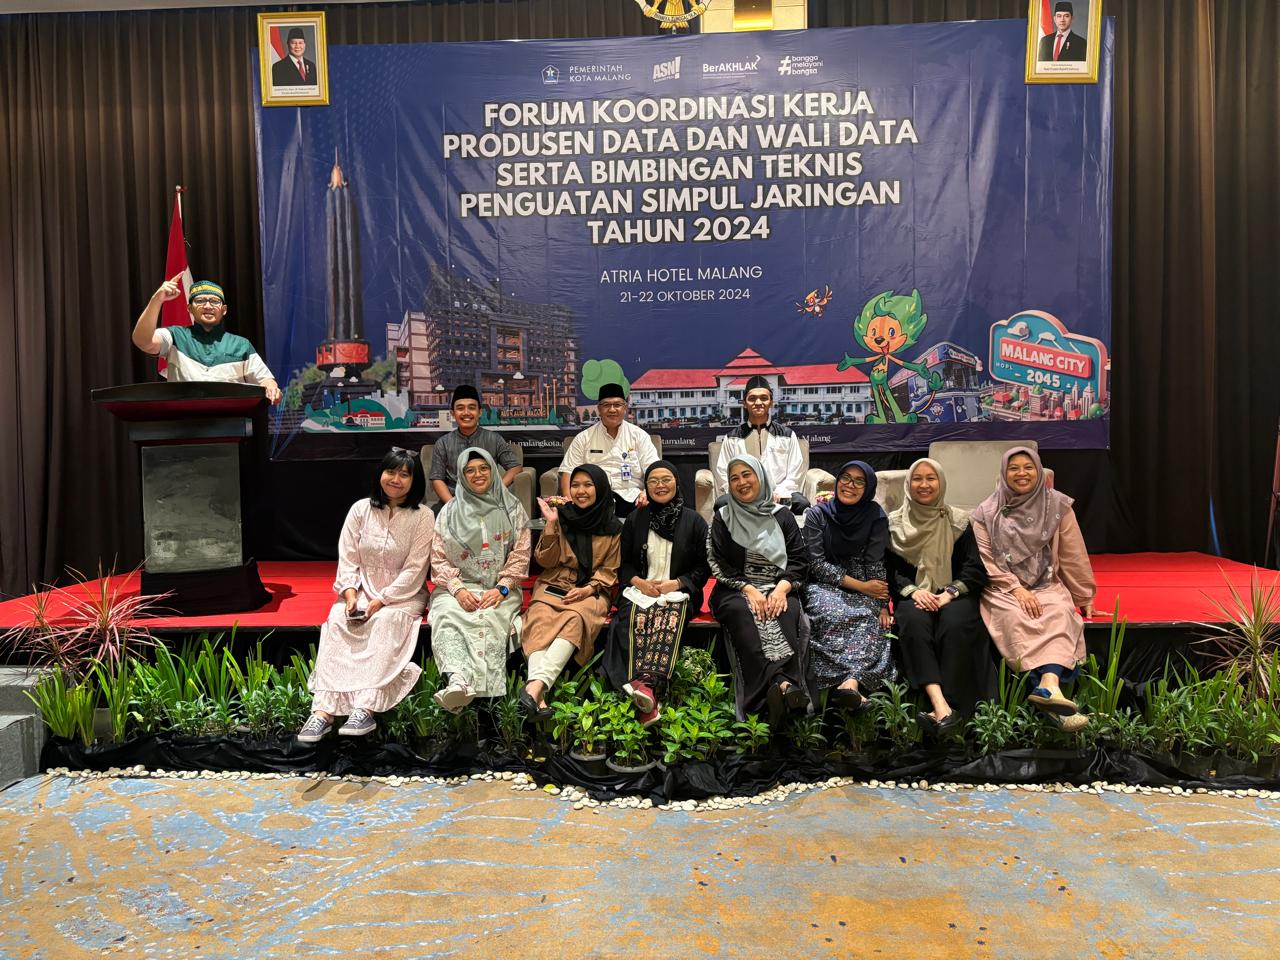 PEMERINTAH
KOTA MALANG
ASN
BerAKHLAK
#bangga
melayani
bangsa
FORUM KOORDINASI KERJA
PRODUSEN DATA DAN WALI DATA
SERTA BIMBINGAN TEKNIS
PENGUATAN SIMPUL JARINGAN
TAHUN 2024
ATRIA HOTEL MALANG
21-22 OKTOBER 2024
MALANG CITY
2045
Malang